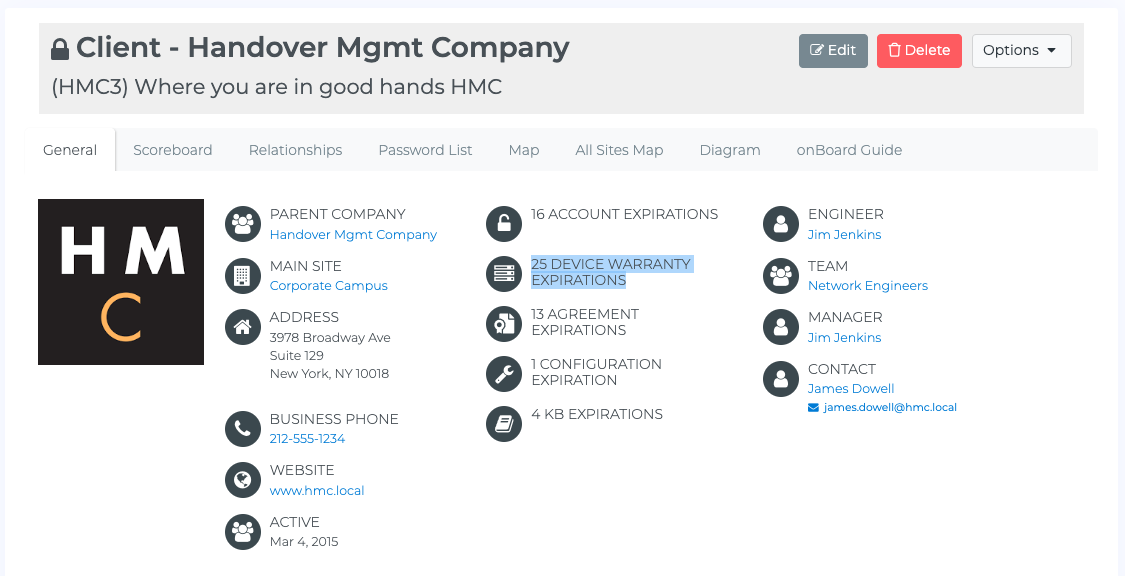 Client - Handover Mgmt Company
(HMC3) Where you are in good hands HMC
Edit
Delete
Options
General
Scoreboard
Relationships
Password List
Map
All Sites Map
Diagram
onBoard Guide
H M
C
PARENT COMPANY
Handover Mgmt Company
MAIN SITE
Corporate Campus
ADDRESS
3978 Broadway Ave
Suite 129
New York, NY 10018
BUSINESS PHONE
212-555-1234
WEBSITE
www.hmc.local
ACTIVE
Mar 4, 2015
16 ACCOUNT EXPIRATIONS
25 DEVICE WARRANTY
EXPIRATIONS
13 AGREEMENT
EXPIRATIONS
1 CONFIGURATION
EXPIRATION
4 KB EXPIRATIONS
ENGINEER
Jim Jenkins
TEAM
Network Engineers
MANAGER
Jim Jenkins
CONTACT
James Dowell
james.dowell@hmc.local